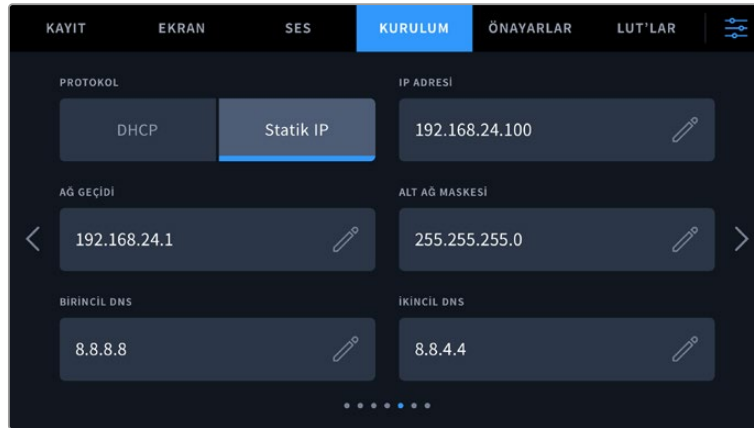 KAYIT EKRAN SES KURULUM ÖNAYARLAR LUT'LAR
PROTOKOL
DHCP Statik IP
IP ADRESİ
192.168.24.100
AĞ GEÇİDİ
192.168.24.1
ALT AĞ MASKESİ
255.255.255.0
BİRİNCİL DNS
8.8.8.8
İKİNCİL DNS
8.8.4.4